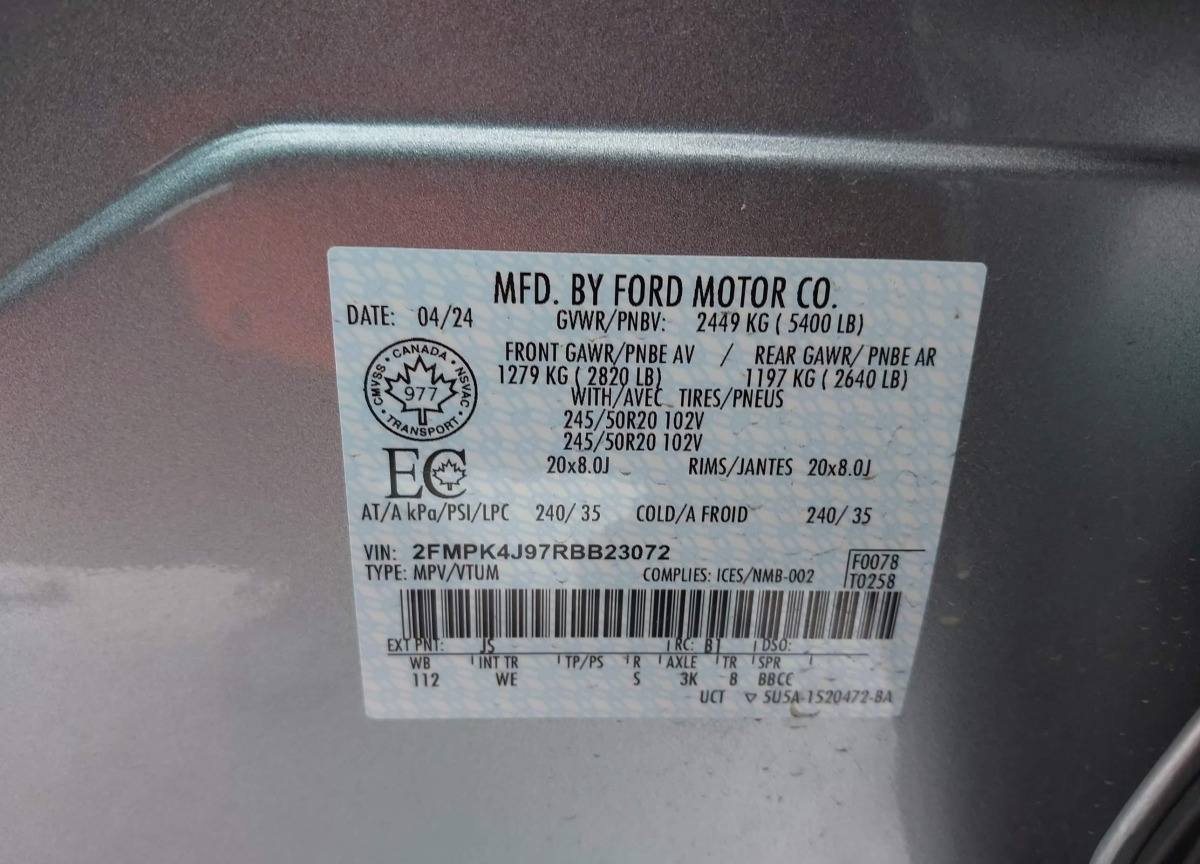 MFD. BY FORD MOTOR CO.
DATE: 04/24 GVWR/PNBV: 2449 KG ( 5400 LB)
FRONT GAWR/PNBE AV / REAR GAWR/ PNBE AR
1279 KG ( 2820 LB) 1197 KG ( 2640 LB)
WITH/AVEC TIRES/PNEUS
245/50R20 102V
245/50R20 102V
20x8.0J RIMS/JANTES 20x8.0J
CANADA
CMVSS 977 NSVAC
TRANSPORT
EC
AT/A kPa/PSI/LPC 240/ 35 COLD/A FROID 240/ 35
VIN: 2FMPK4J97RBB23072
TYPE: MPV/VTUM COMPLIES: ICES/NMB-002
F0078
T0258
EXT PNT: JS RC: B1 DSO:
WB INT TR TP/PS R AXLE TR SPR
112 WE S 3K 8 BBCC
UCT ▽ 5U5A-1520472-BA